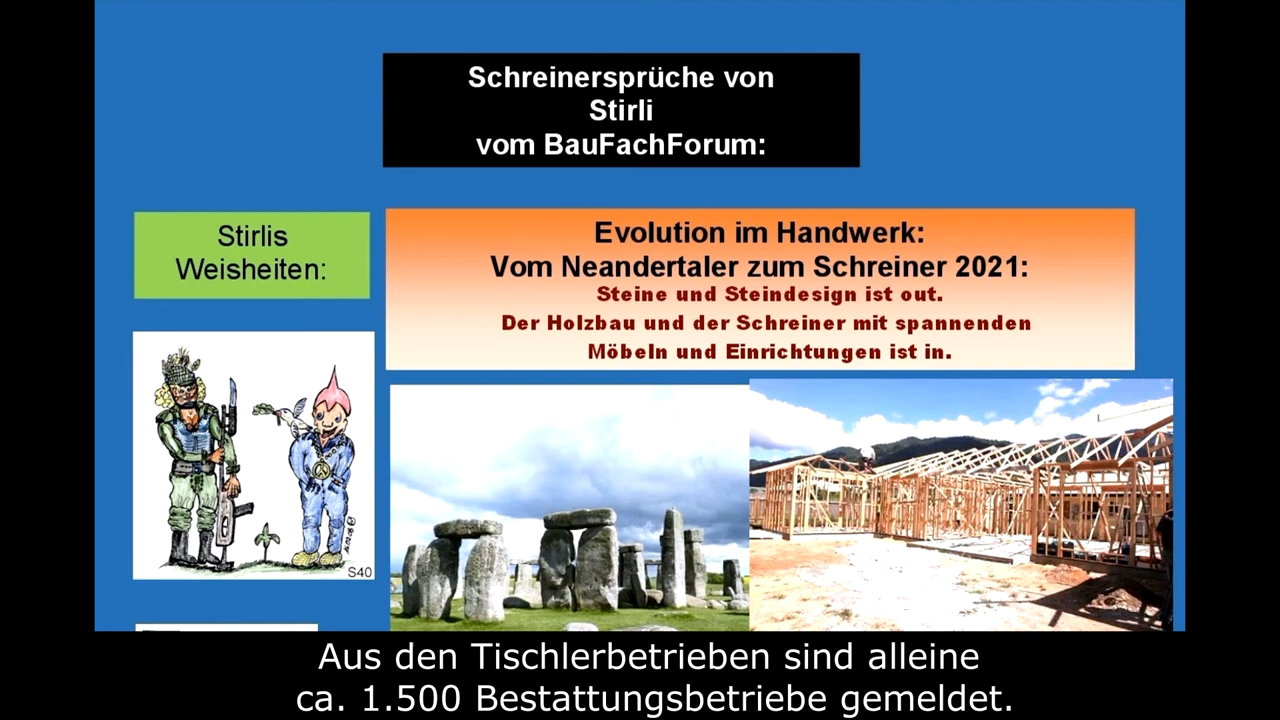 Schreinersprüche von
Stirli
vom BauFachForum:
Stirlis
Weisheiten:
Evolution im Handwerk:
Vom Neandertaler zum Schreiner 2021:
Steine und Steindesign ist out.
Der Holzbau und der Schreiner mit spannenden
Möbeln und Einrichtungen ist in.
S40
Aus den Tischlerbetrieben sind alleine
ca. 1.500 Bestattungsbetriebe gemeldet.